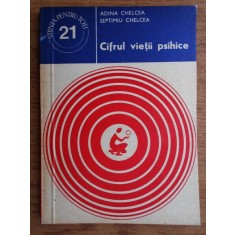 ȘTIINȚA PENTRU TOȚI
21
ADINA CHELCEA
SEPTIMIU CHELCEA
Cifrul vieții psihice